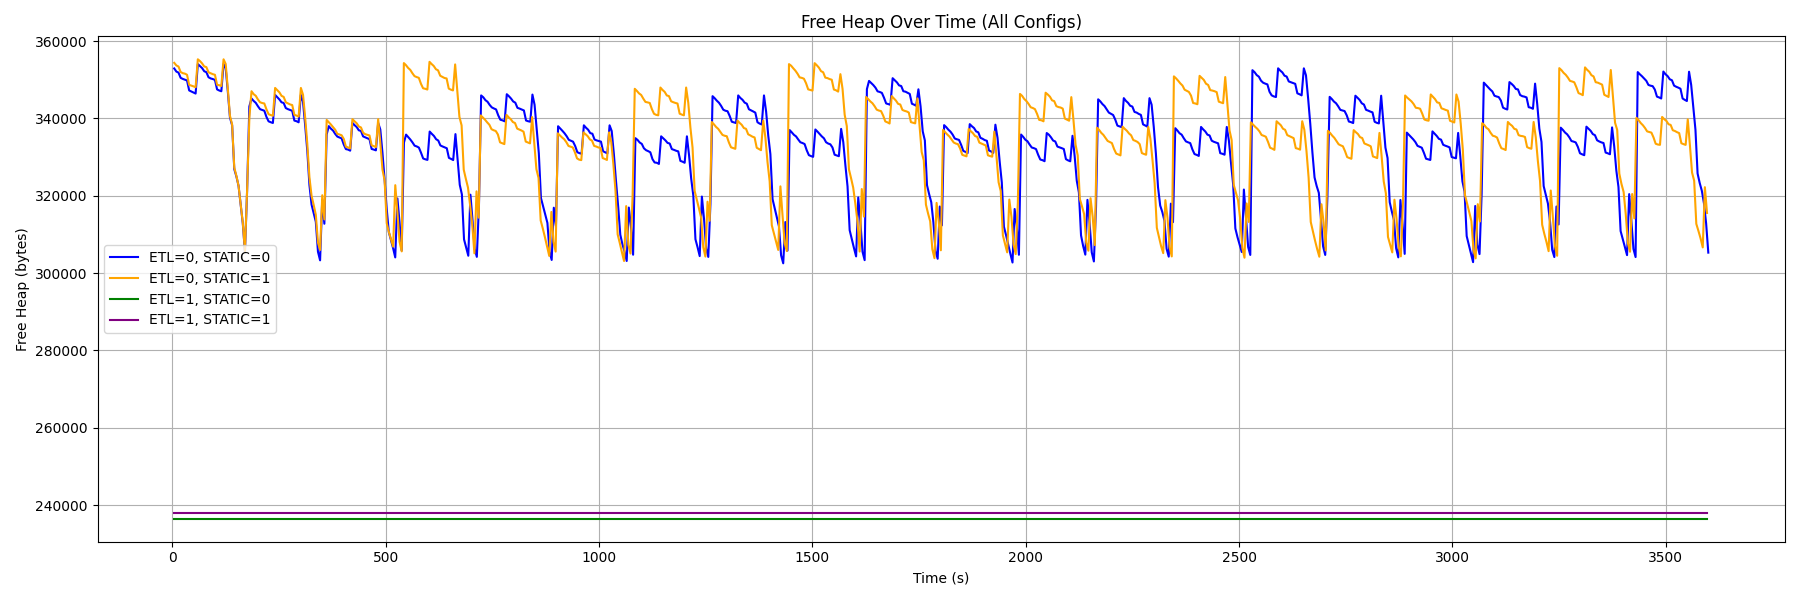 Free Heap Over Time (All Configs)
360000
340000
320000
300000
280000
260000
240000
Free Heap (bytes)
ETL=0, STATIC=0
ETL=0, STATIC=1
ETL=1, STATIC=0
ETL=1, STATIC=1
0
500
1000
1500
2000
2500
3000
3500
Time (s)